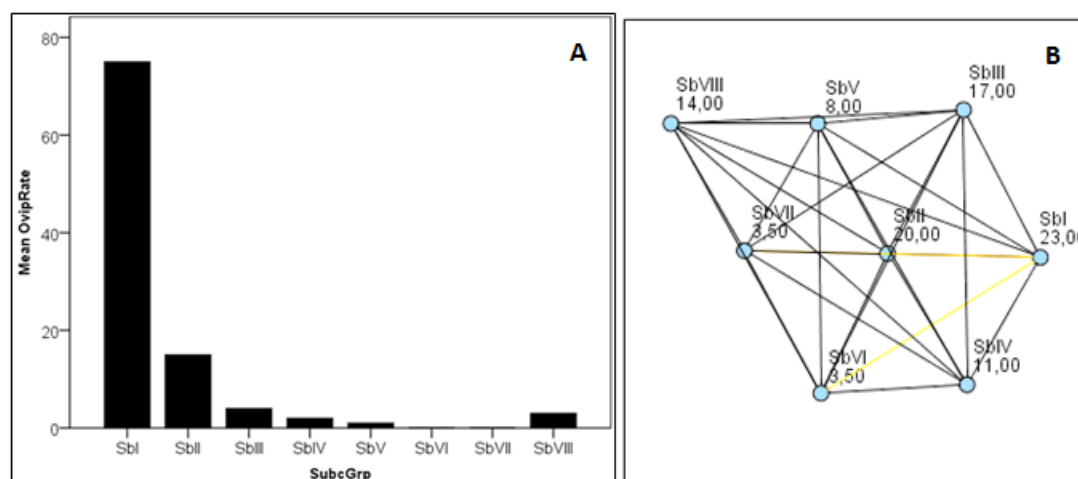 A
80
60
40
20
0
Mean OvipRate
SbI SbII SbIII SbIV SbV SbVI SbVII SbVIII
SubcGrp
B
SbVIII
14,00
SbV
8,00
SbIII
17,00
SbVII
3,50
SbII
20,00
SbI
23,00
SbVI
3,50
SbIV
11,00